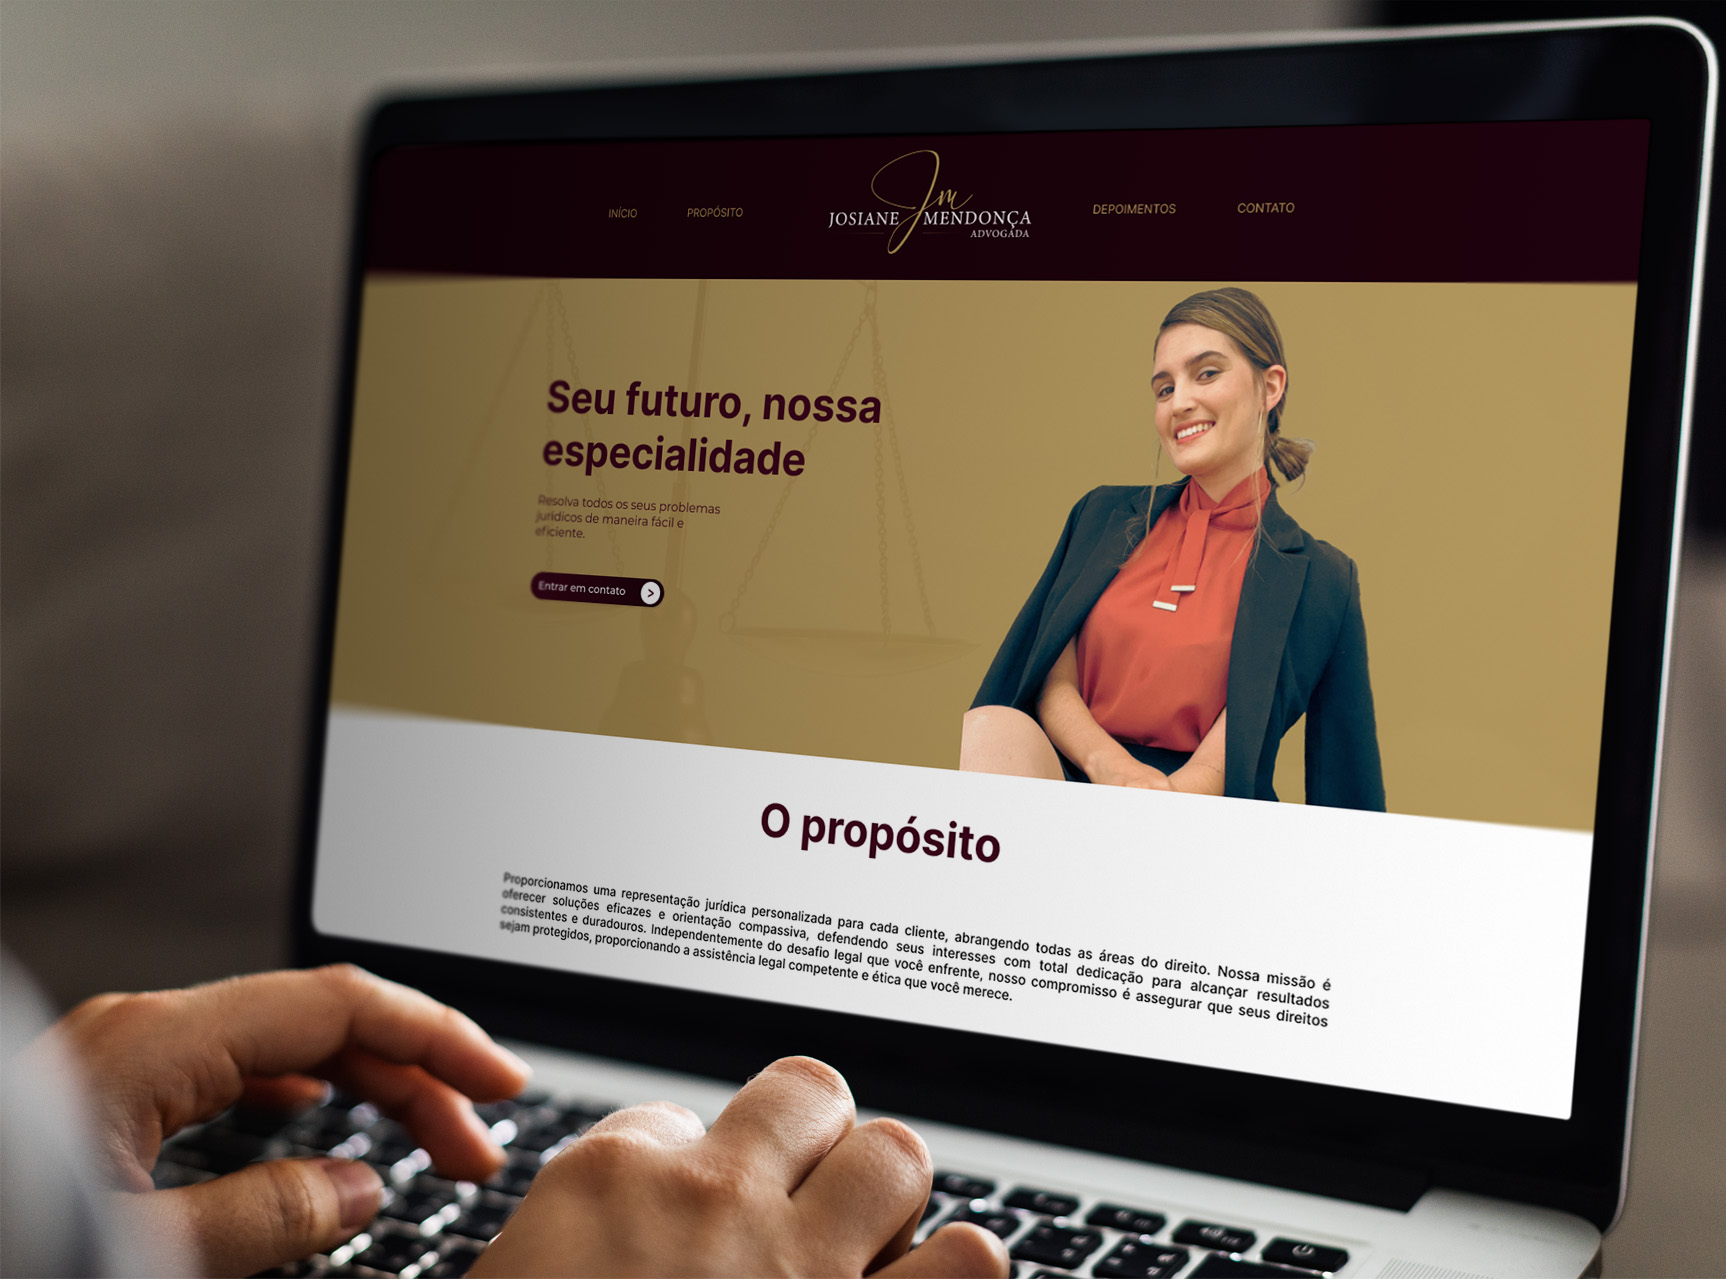 INÍCIO
PROPÓSITO
Jm
JOSIANE MENDONÇA
ADVOGADA
DEPOIMENTOS
CONTATO
Seu futuro, nossa
especialidade
Resolva todos os seus problemas
jurídicos de maneira fácil e
eficiente.
Entrar em contato >
O propósito
Proporcionamos uma representação jurídica personalizada para cada cliente, abrangendo todas as áreas do direito. Nossa missão é
oferecer soluções eficazes e orientação compassiva, defendendo seus interesses com total dedicação para alcançar resultados
consistentes e duradouros. Independentemente do desafio legal que você enfrente, nosso compromisso é assegurar que seus direitos
sejam protegidos, proporcionando a assistência legal competente e ética que você merece.